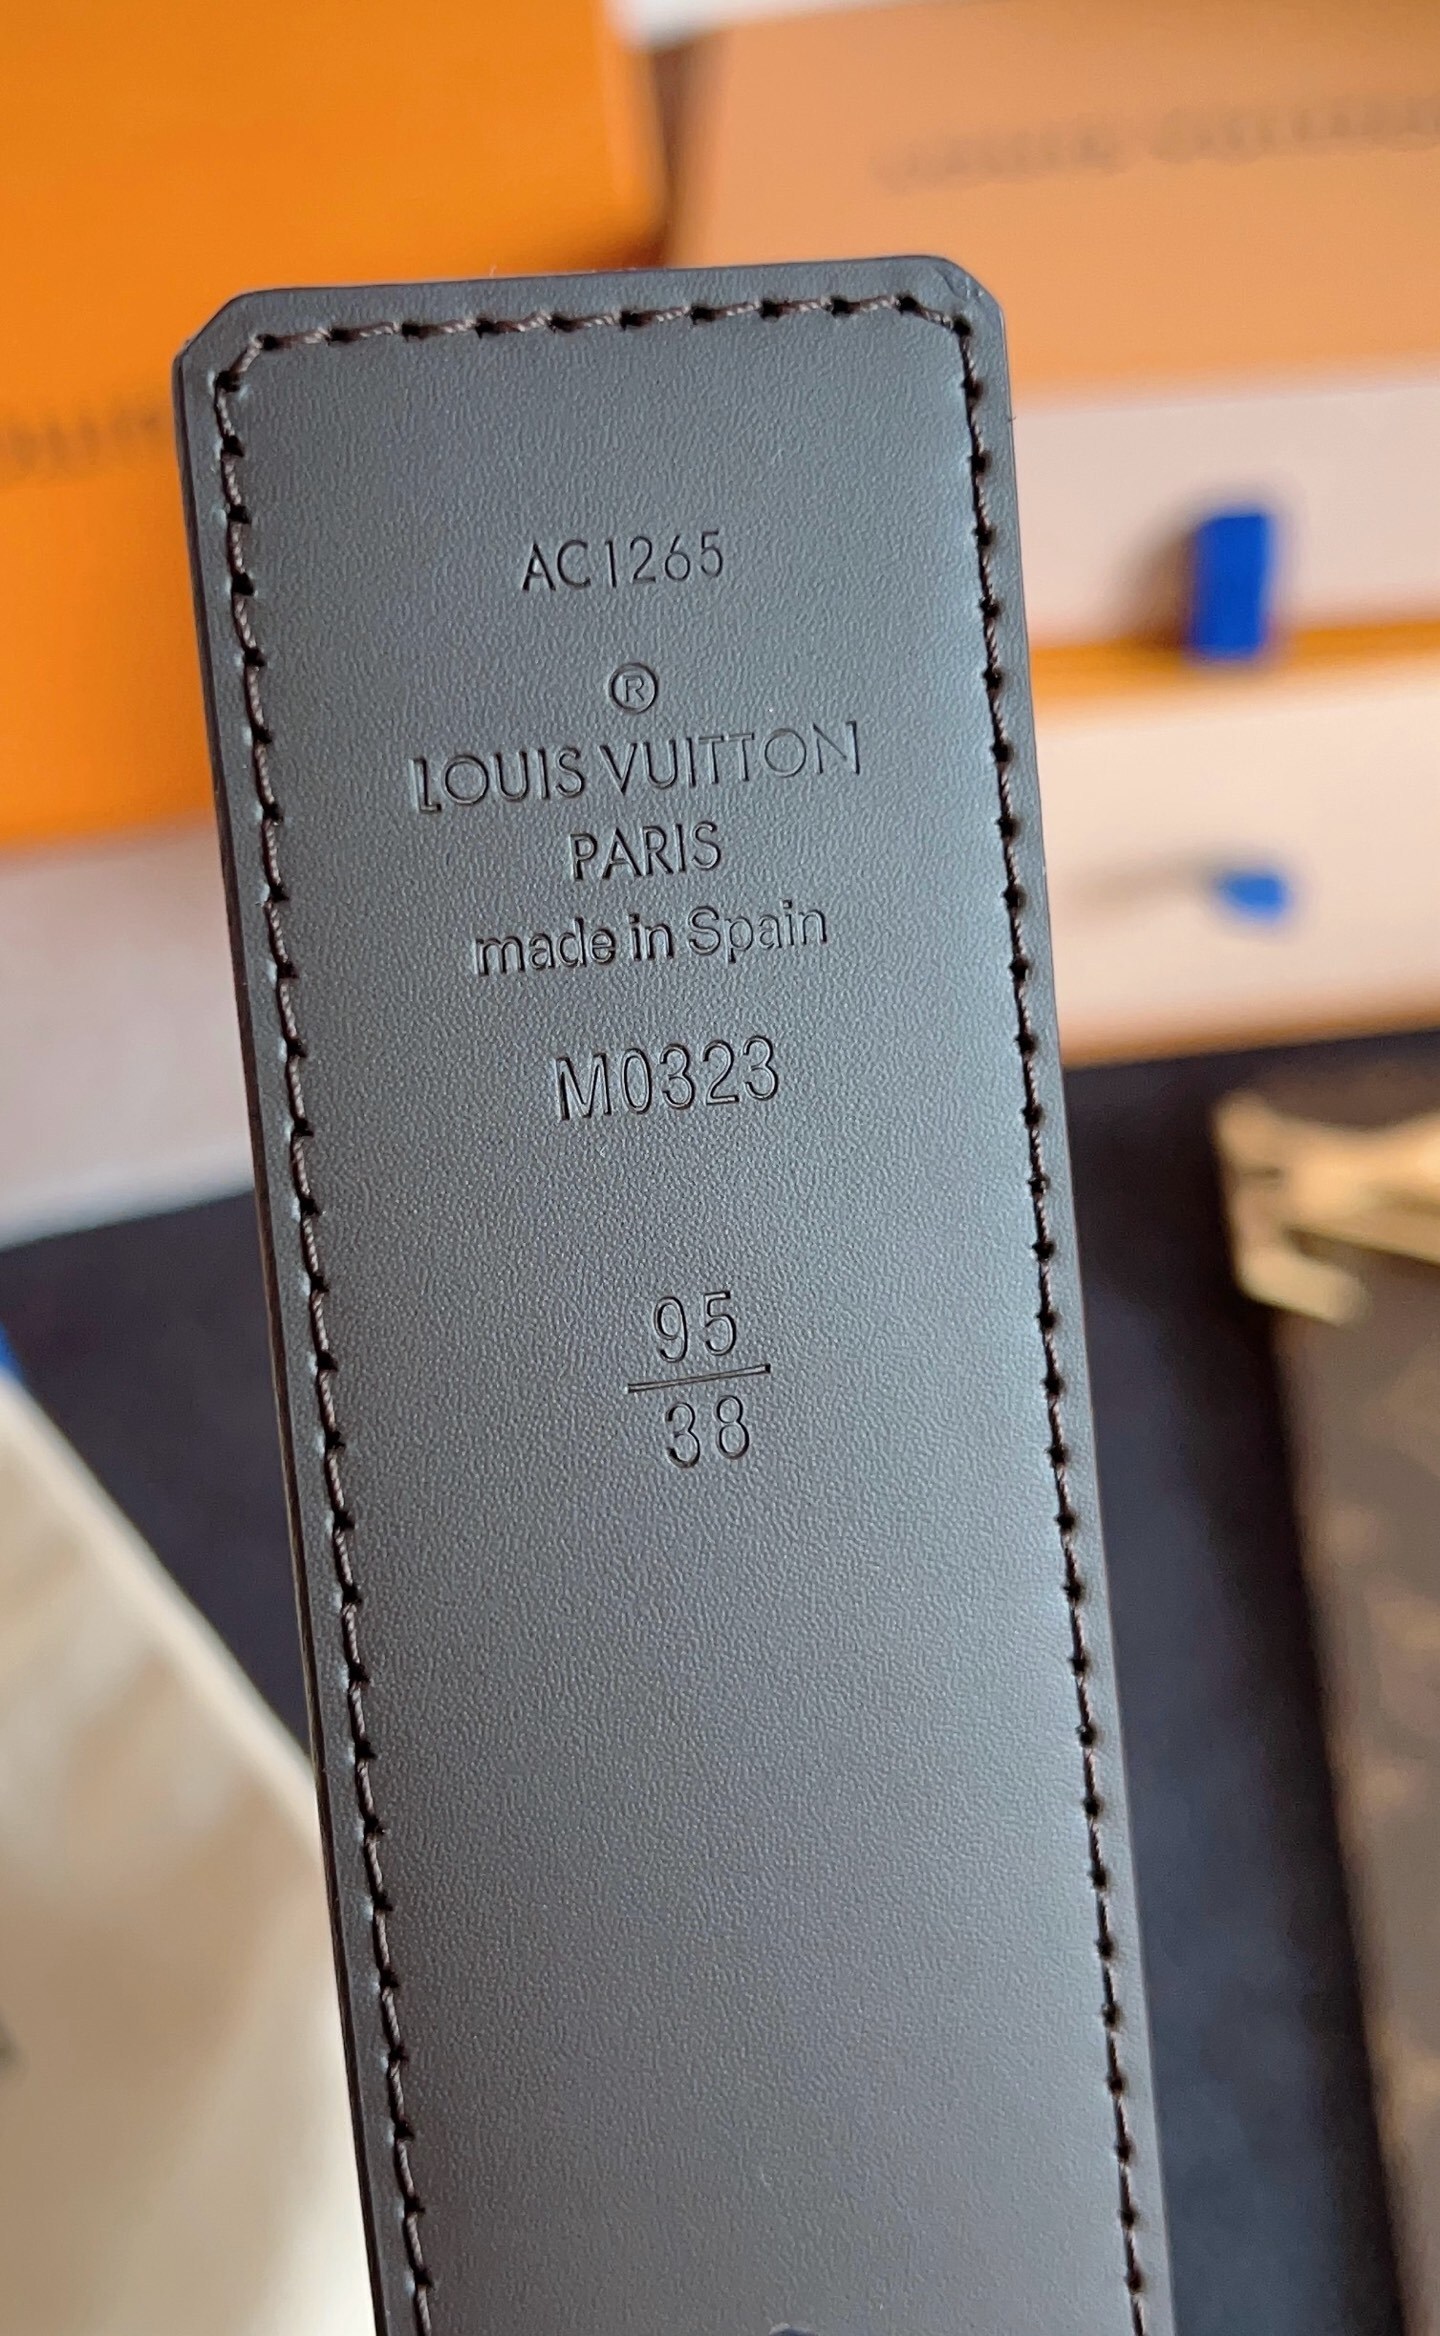 AC1265
®
LOUIS VUITTON
PARIS
made in Spain
M0323
95
38